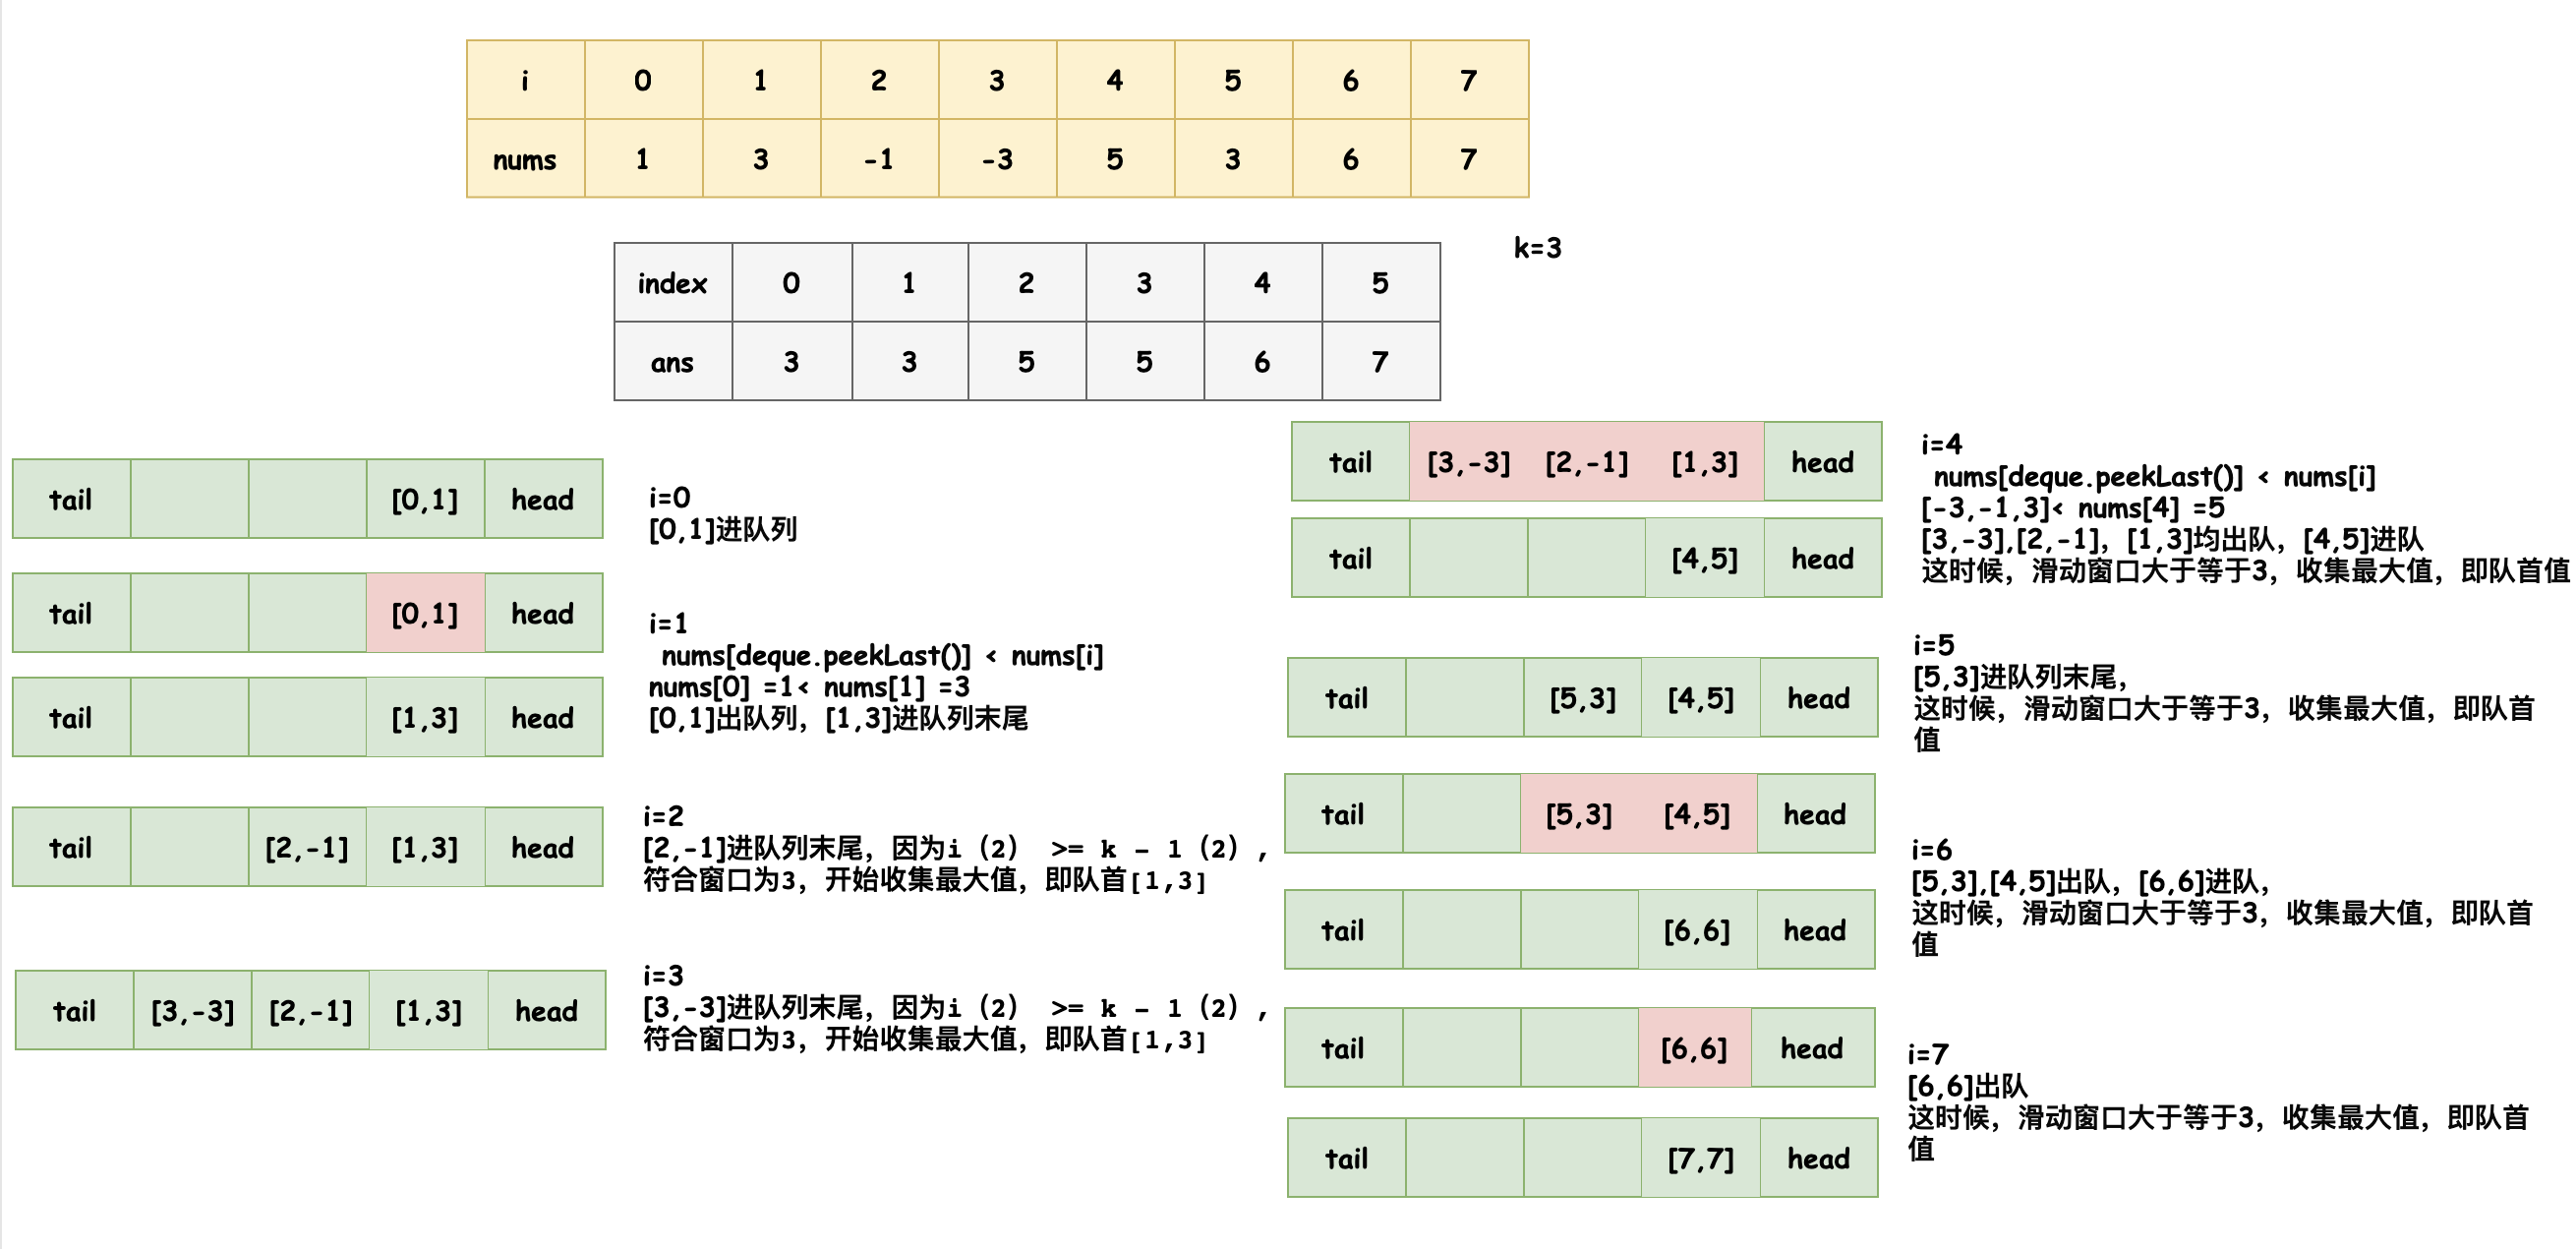 i 0 1 2 3 4 5 6 7
nums 1 3 -1 -3 5 3 6 7
k=3
index 0 1 2 3 4 5
ans 3 3 5 5 6 7
tail [0,1] head
i=0
[0,1]进队列
tail [0,1] head
tail [1,3] head
i=1
nums[deque.peekLast()] < nums[i]
nums[0] =1< nums[1] =3
[0,1]出队列，[1,3]进队列末尾
tail [2,-1] [1,3] head
i=2
[2,-1]进队列末尾，因为i（2） >= k - 1（2）,
符合窗口为3，开始收集最大值，即队首[1,3]
tail [3,-3] [2,-1] [1,3] head
i=3
[3,-3]进队列末尾，因为i（2） >= k - 1（2）,
符合窗口为3，开始收集最大值，即队首[1,3]
tail [3,-3] [2,-1] [1,3] head
tail [4,5] head
i=4
nums[deque.peekLast()] < nums[i]
[-3,-1,3]< nums[4] =5
[3,-3],[2,-1]，[1,3]均出队，[4,5]进队
这时候，滑动窗口大于等于3，收集最大值，即队首值
tail [5,3] [4,5] head
i=5
[5,3]进队列末尾，
这时候，滑动窗口大于等于3，收集最大值，即队首
值
tail [5,3] [4,5] head
tail [6,6] head
i=6
[5,3],[4,5]出队，[6,6]进队，
这时候，滑动窗口大于等于3，收集最大值，即队首
值
tail [6,6] head
tail [7,7] head
i=7
[6,6]出队
这时候，滑动窗口大于等于3，收集最大值，即队首
值